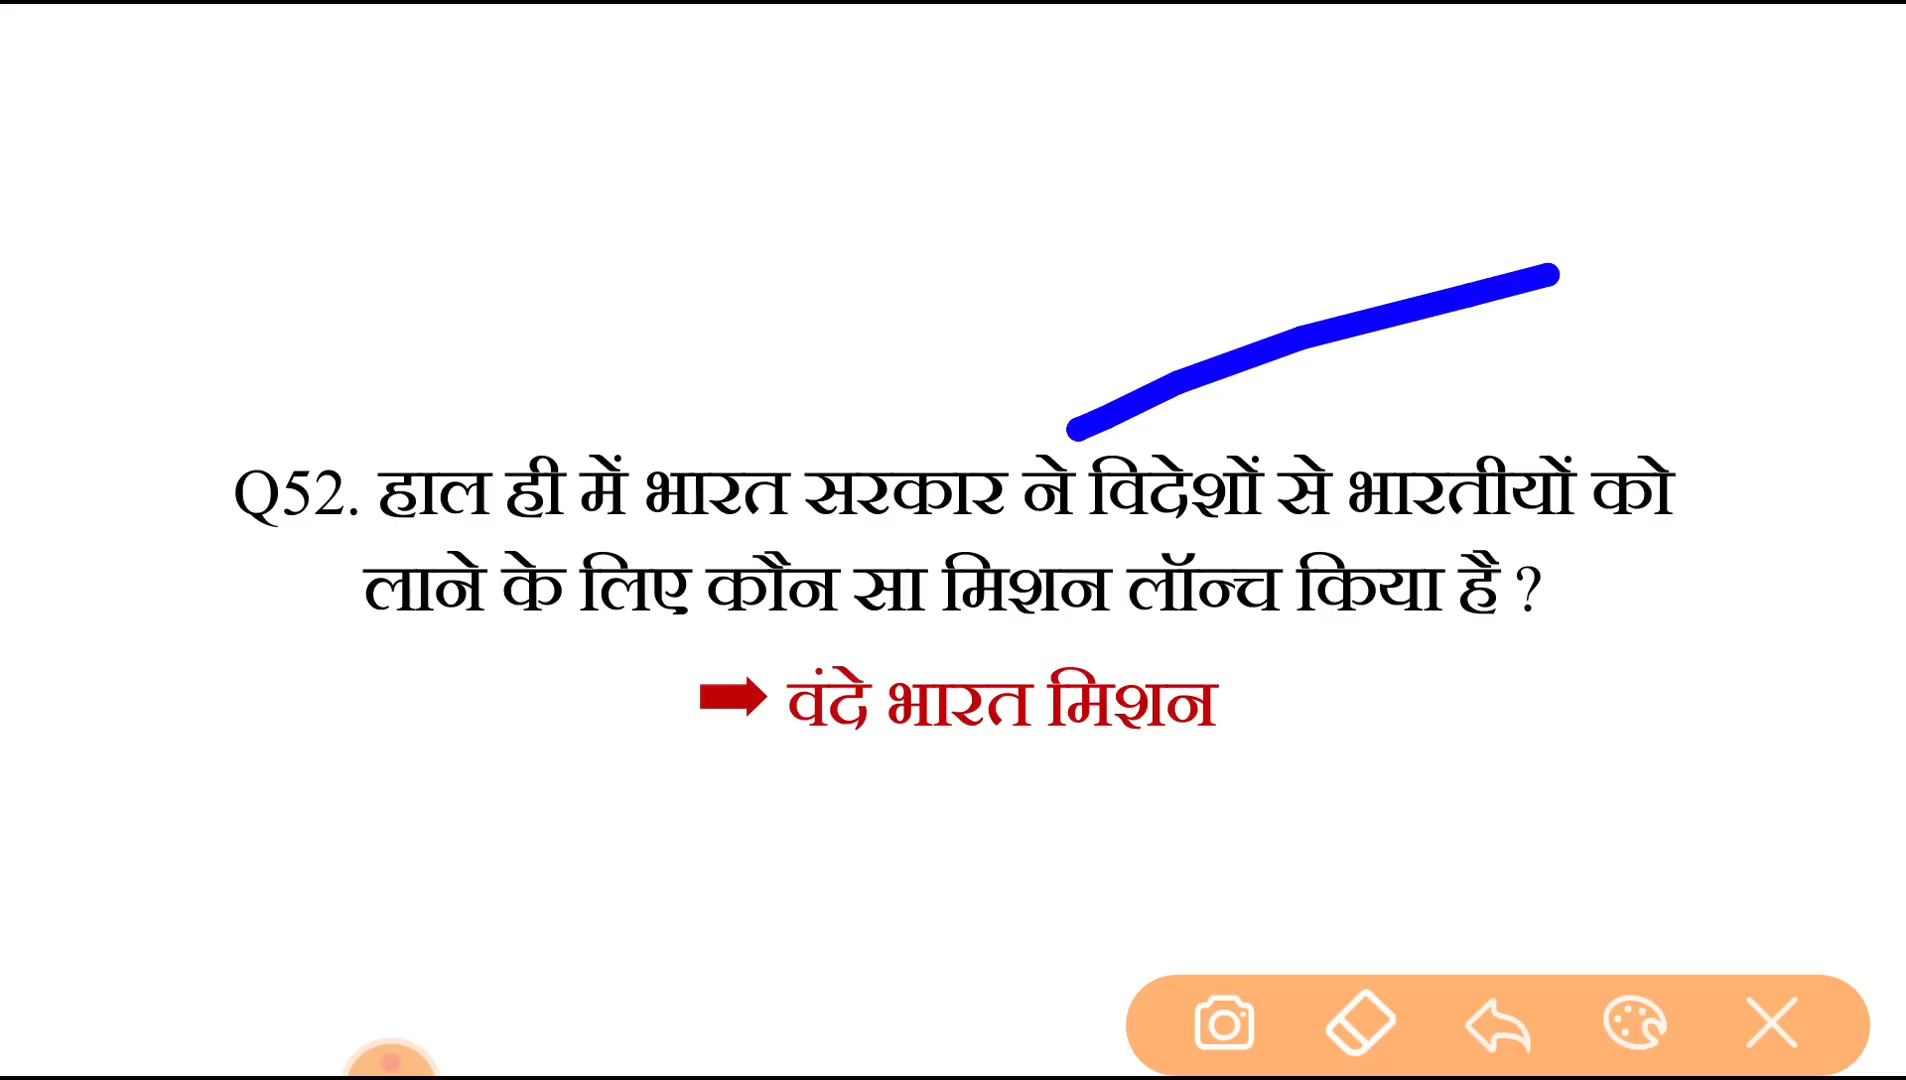 Q52. हाल ही में भारत सरकार ने विदेशों से भारतीयों को
लाने के लिए कौन सा मिशन लॉन्च किया है ?
➡ वंदे भारत मिशन